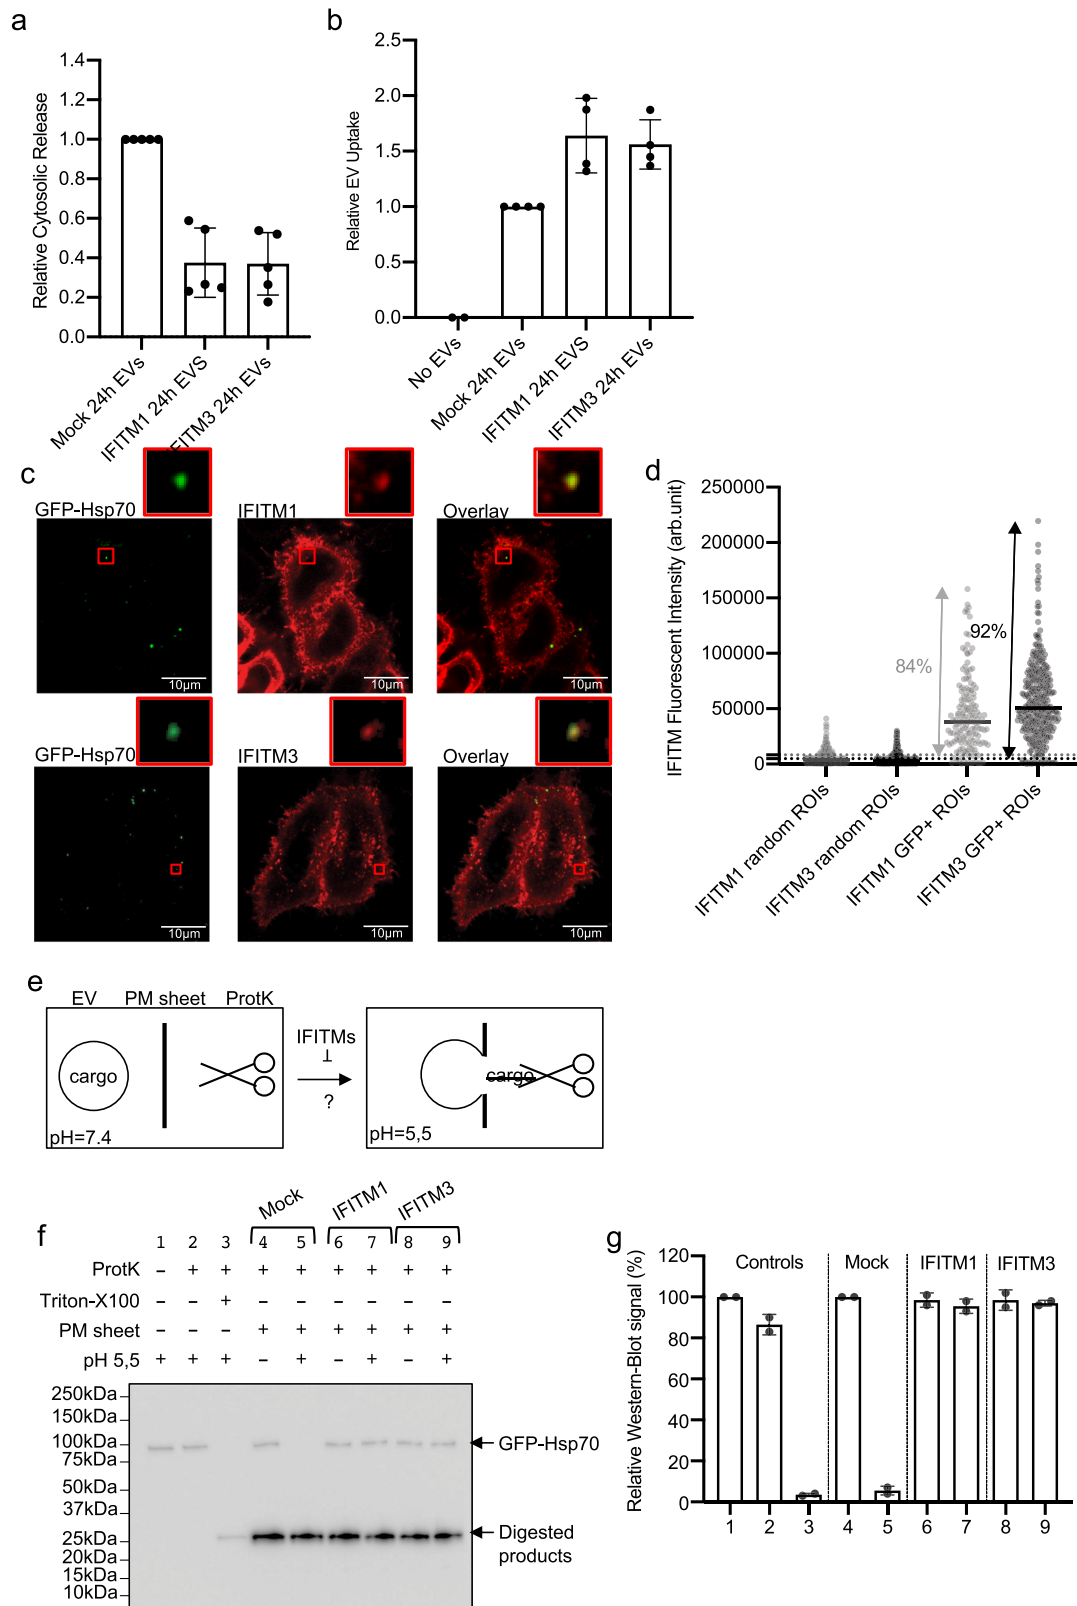 a
Relative Cytosolic Release
1.4
1.2
1.0
0.8
0.6
0.4
0.2
0.0
Mock 24h EVs
IFITM1 24h EVS
IFITM3 24h EVs
b
Relative EV Uptake
2.5
2.0
1.5
1.0
0.5
0.0
No EVs
Mock 24h EVs
IFITM1 24h EVS
IFITM3 24h EVs
c
GFP-Hsp70
IFITM1
Overlay
10µm
10µm
10µm
GFP-Hsp70
IFITM3
Overlay
10µm
10µm
10µm
d
IFITM Fluorescent Intensity (arb.unit)
250000
200000
150000
100000
50000
0
84%
92%
IFITM1 random ROIs
IFITM3 random ROIs
IFITM1 GFP+ ROIs
IFITM3 GFP+ ROIs
e
EV PM sheet ProtK
cargo
pH=7.4
IFITMs
⊥
?
cargo
pH=5,5
f
Mock IFITM1 IFITM3
1 2 3 4 5 6 7 8 9
ProtK – + + + + + + + +
Triton-X100 – – + – – – – – –
PM sheet – – – + + + + + +
pH 5,5 + + + – + – + – +
250kDa
150kDa
100kDa
75kDa
50kDa
37kDa
25kDa
20kDa
15kDa
10kDa
GFP-Hsp70
Digested
products
g
Relative Western-Blot signal (%)
120
100
80
60
40
20
0
Controls Mock IFITM1 IFITM3
1 2 3 4 5 6 7 8 9